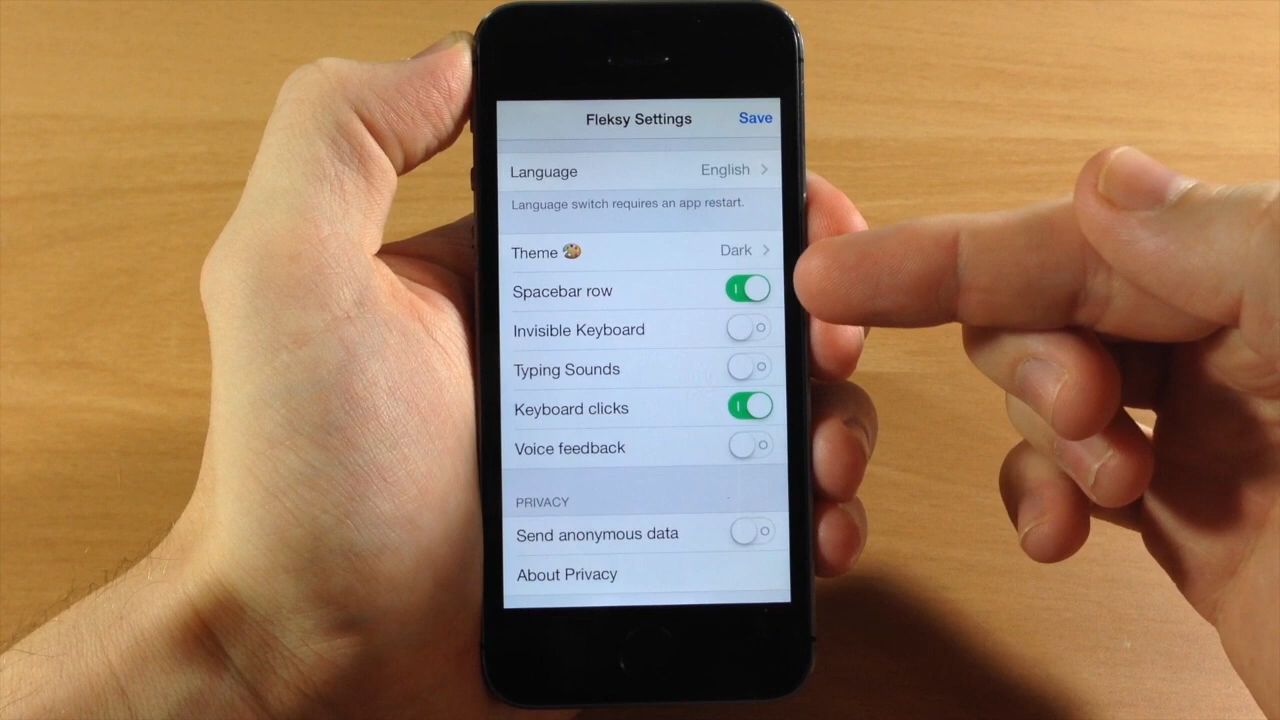 Fleksy Settings Save
Language English
Language switch requires an app restart.
Theme 🎨 Dark
Spacebar row
Invisible Keyboard
Typing Sounds
Keyboard clicks
Voice feedback
PRIVACY
Send anonymous data
About Privacy